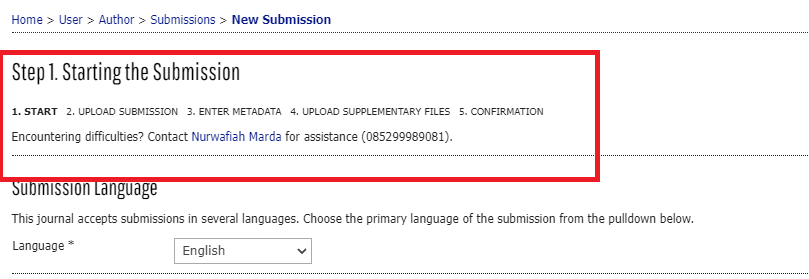 Home > User > Author > Submissions > New Submission
Step 1. Starting the Submission
1. START 2. UPLOAD SUBMISSION 3. ENTER METADATA 4. UPLOAD SUPPLEMENTARY FILES 5. CONFIRMATION
Encountering difficulties? Contact Nurwafiah Marda for assistance (085299989081).
Submission Language
This journal accepts submissions in several languages. Choose the primary language of the submission from the pulldown below.
Language * English